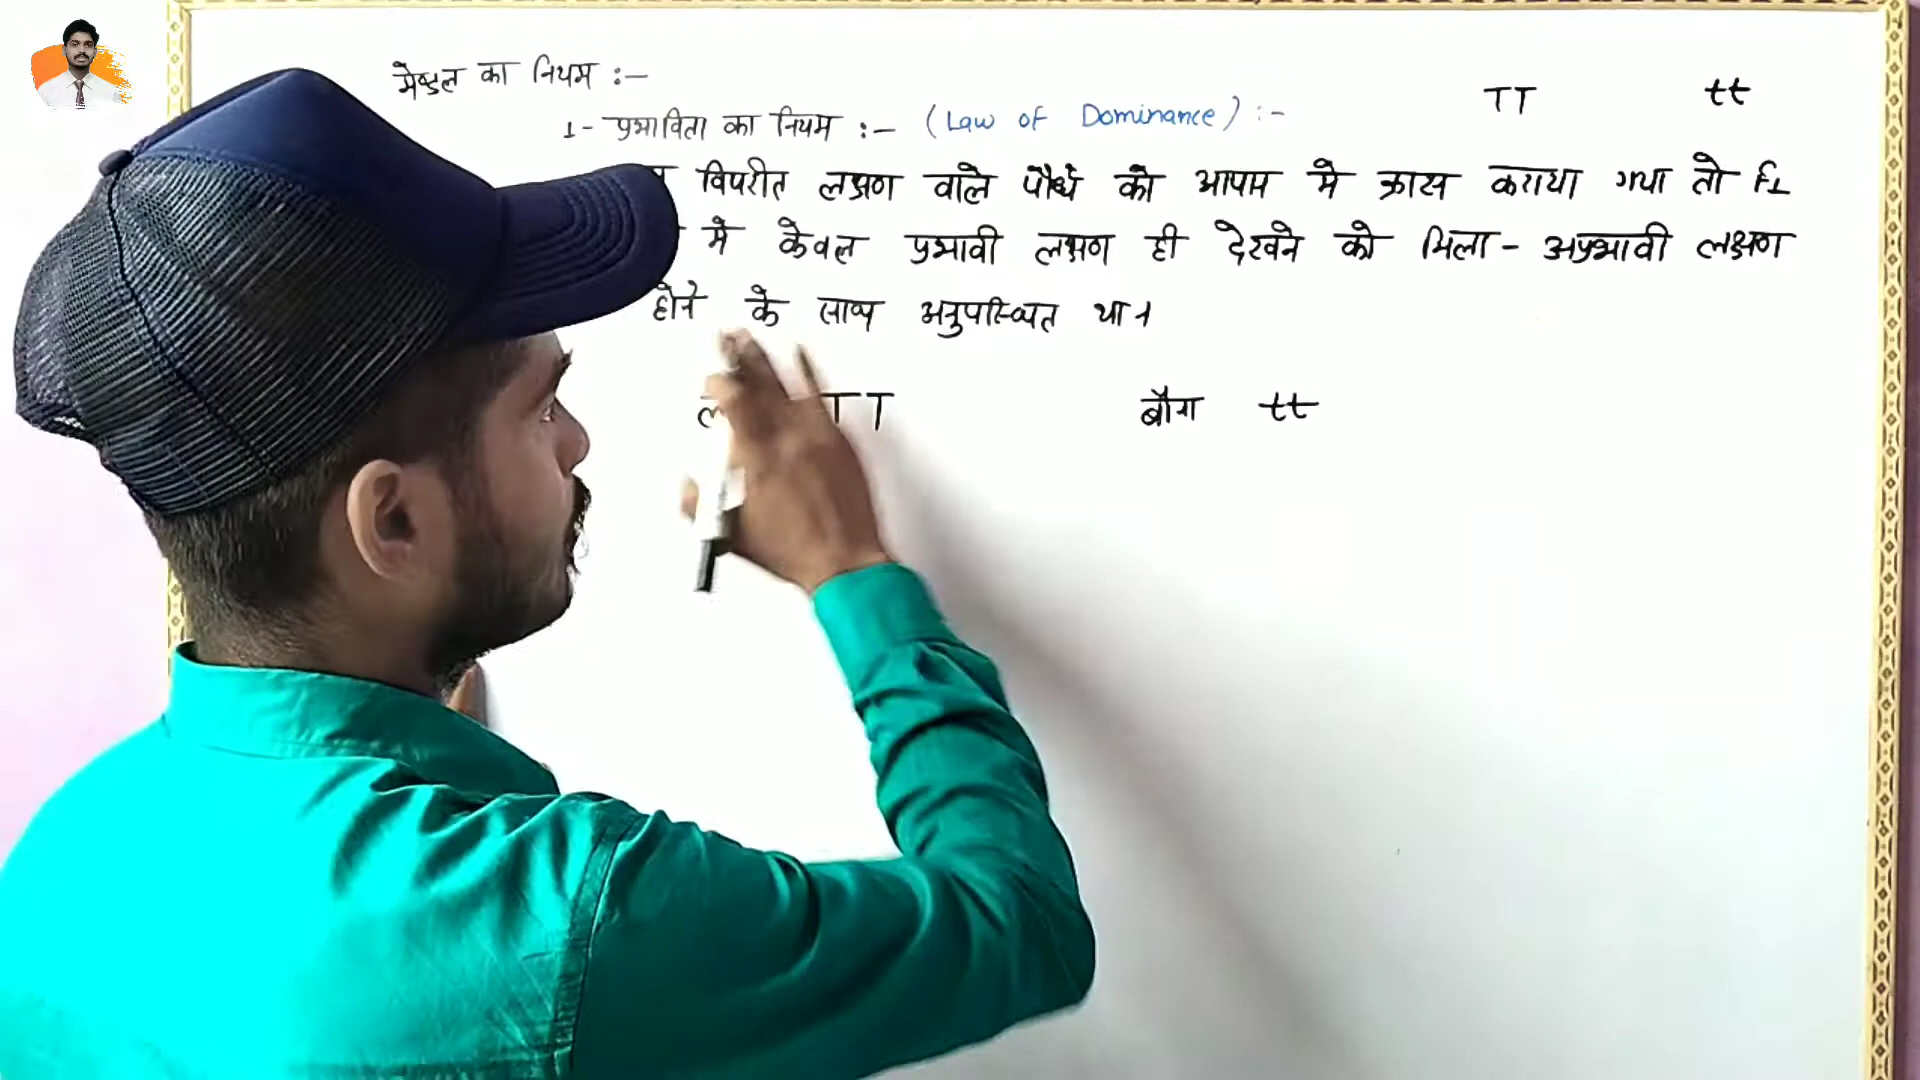 मेण्डल का नियम :-
TT tt
1- प्रभाविता का नियम :- (Law of Dominance) :-
विपरीत लक्षण वाले पौधे को आपस मे क्रास कराया गया तो F1
मे केवल प्रभावी लक्षण ही देखने को मिला - अप्रभावी लक्षण
होने के साथ अनुपस्थित था।
TT बौना tt